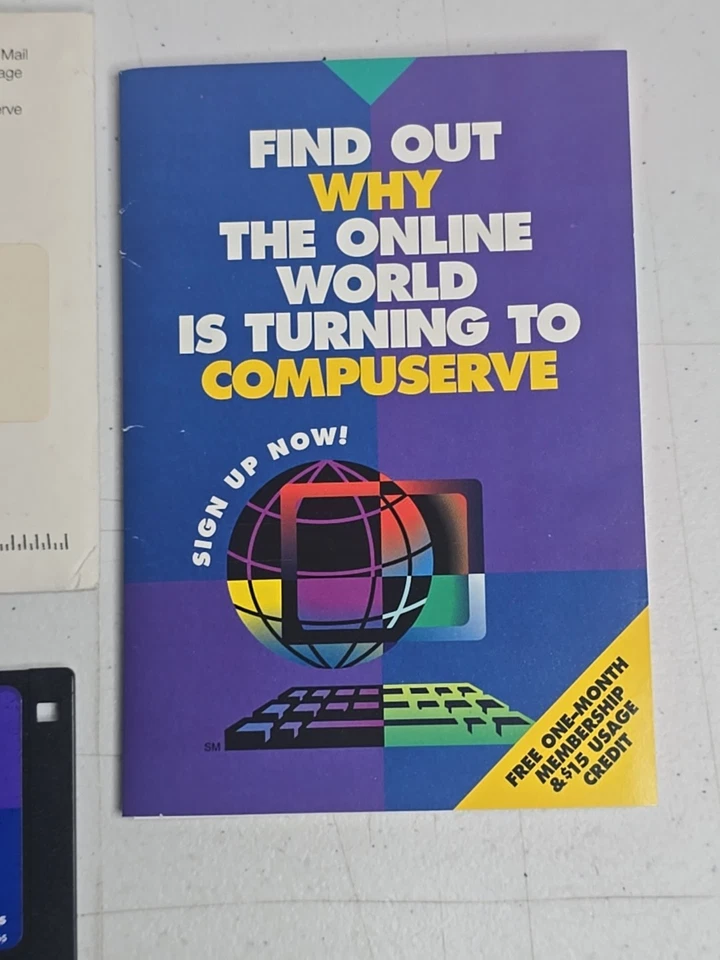 Mail
age
erve
FIND OUT
WHY
THE ONLINE
WORLD
IS TURNING TO
COMPUSERVE
SIGN UP NOW!
SM
FREE ONE-MONTH
MEMBERSHIP
&$15 USAGE
CREDIT